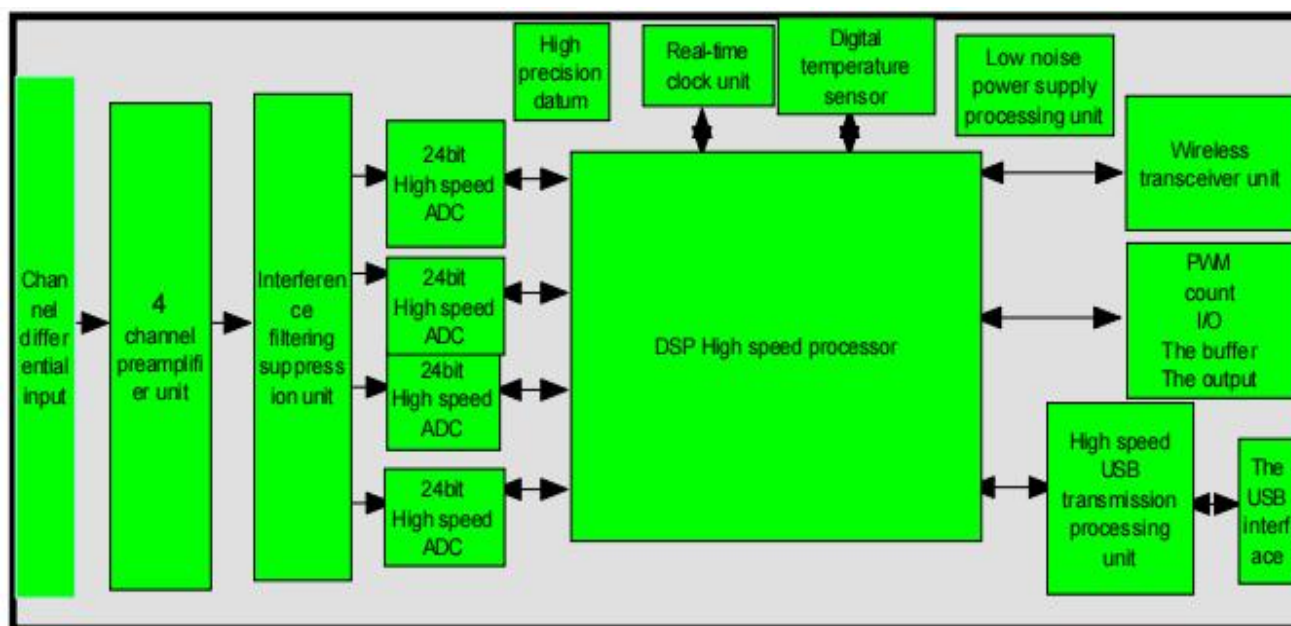 Chan
nel differ
ential
input
4
channel
preamplifi
er unit
Interferen
ce
filtering
suppress
ion unit
24bit
High speed
ADC
24bit
High speed
ADC
24bit
High speed
ADC
24bit
High speed
ADC
High
precision
datum
Real-time
clock unit
Digital
temperature
sensor
Low noise
power supply
processing unit
DSP High speed processor
Wireless
transceiver unit
PWM
count
I/O
The buffer
The output
High speed
USB
transmission
processing
unit
The
USB
interf
ace